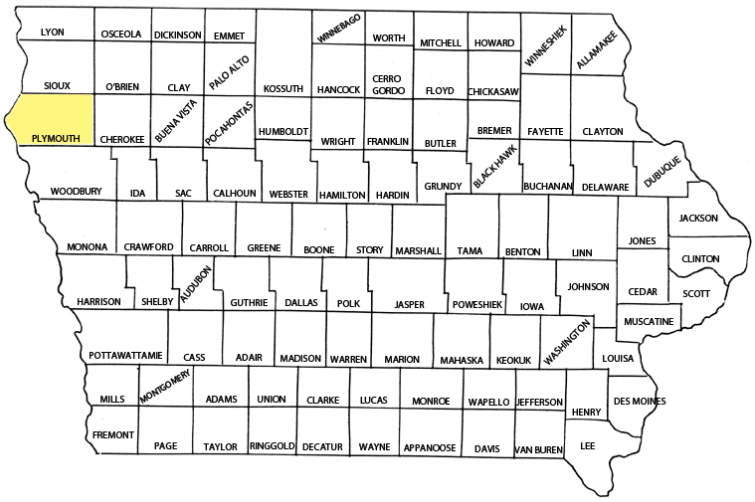 LYON OSCEOLA DICKINSON EMMET WINNEBAGO WORTH MITCHELL HOWARD WINNESHIEK ALLAMAKEE
SIOUX O'BRIEN CLAY PALO ALTO KOSSUTH HANCOCK CERRO GORDO FLOYD CHICKASAW
PLYMOUTH CHEROKEE BUENA VISTA POCAHONTAS HUMBOLDT WRIGHT FRANKLIN BUTLER BREMER FAYETTE CLAYTON
WOODBURY IDA SAC CALHOUN WEBSTER HAMILTON HARDIN GRUNDY BLACK HAWK BUCHANAN DELAWARE DUBUQUE
MONONA CRAWFORD CARROLL GREENE BOONE STORY MARSHALL TAMA BENTON LINN JONES JACKSON
CLINTON
HARRISON SHELBY AUDUBON GUTHRIE DALLAS POLK JASPER POWESHIEK IOWA JOHNSON CEDAR SCOTT
MUSCATINE
POTTAWATTAMIE CASS ADAIR MADISON WARREN MARION MAHASKA KEOKUK WASHINGTON LOUISA
MILLS MONTGOMERY ADAMS UNION CLARKE LUCAS MONROE WAPELLO JEFFERSON HENRY DES MOINES
FREMONT PAGE TAYLOR RINGGOLD DECATUR WAYNE APPANOOSE DAVIS VAN BUREN LEE